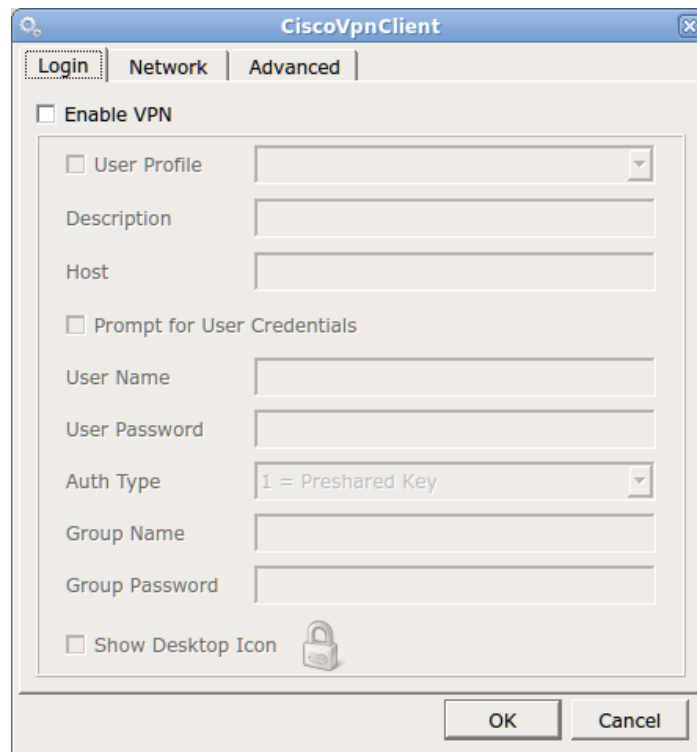 CiscoVpnClient
Login Network Advanced
Enable VPN
User Profile
Description
Host
Prompt for User Credentials
User Name
User Password
Auth Type 1 = Preshared Key
Group Name
Group Password
Show Desktop Icon
OK Cancel